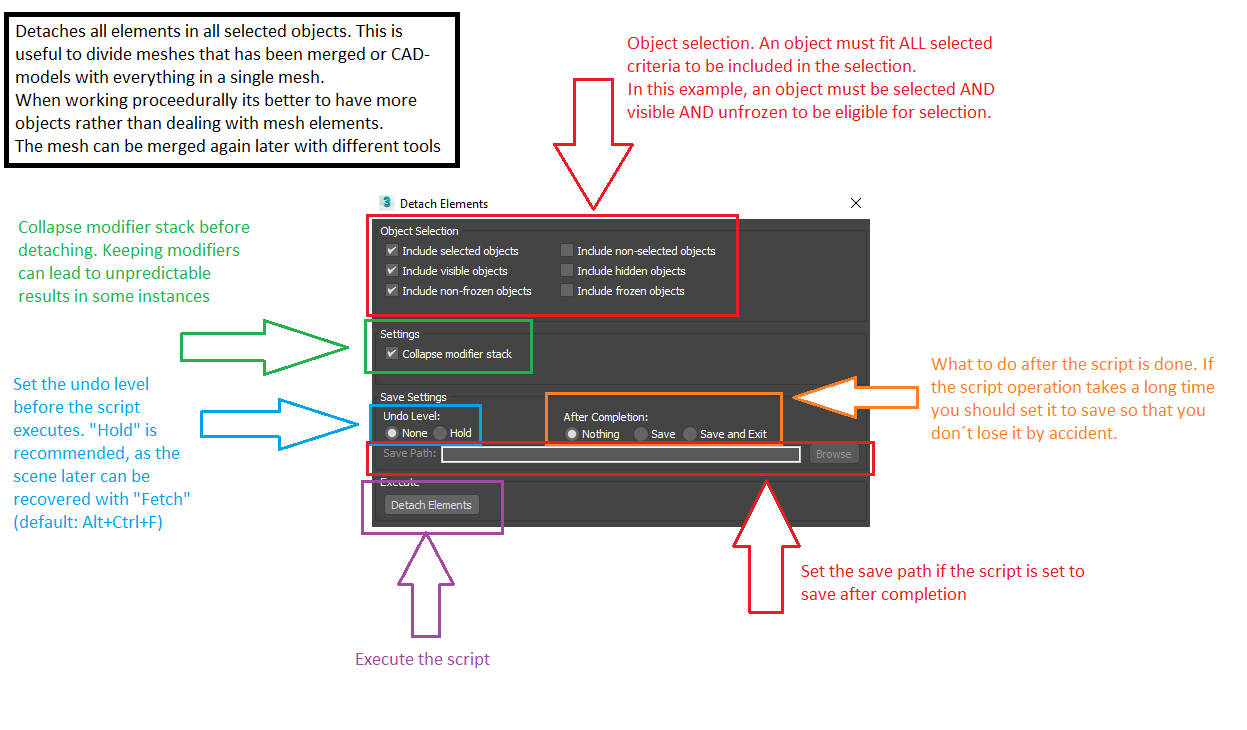 Detaches all elements in all selected objects. This is
useful to divide meshes that has been merged or CAD-
models with everything in a single mesh.
When working proceedurally its better to have more
objects rather than dealing with mesh elements.
The mesh can be merged again later with different tools
Object selection. An object must fit ALL selected
criteria to be included in the selection.
In this example, an object must be selected AND
visible AND unfrozen to be eligible for selection.
Collapse modifier stack before
detaching. Keeping modifiers
can lead to unpredictable
results in some instances
Set the undo level
before the script
executes. "Hold" is
recommended, as the
scene later can be
recovered with "Fetch"
(default: Alt+Ctrl+F)
3 Detach Elements
Object Selection
Include selected objects Include non-selected objects
Include visible objects Include hidden objects
Include non-frozen objects Include frozen objects
Settings
Collapse modifier stack
Save Settings
Undo Level: After Completion:
None Hold Nothing Save Save and Exit
Save Path: Browse
Execute
Detach Elements
What to do after the script is done. If
the script operation takes a long time
you should set it to save so that you
don´t lose it by accident.
Set the save path if the script is set to
save after completion
Execute the script